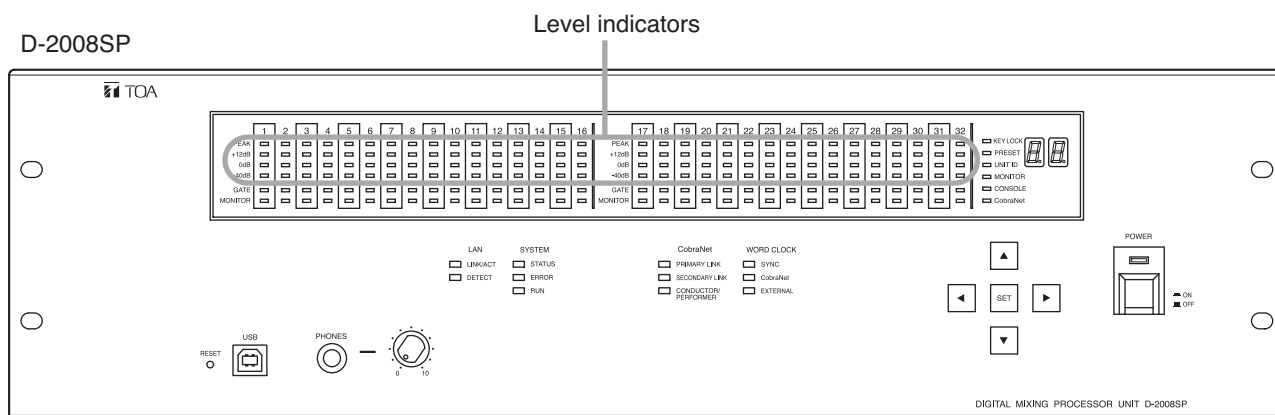 Level indicators
D-2008SP
TOA
1 2 3 4 5 6 7 8 9 10 11 12 13 14 15 16 17 18 19 20 21 22 23 24 25 26 27 28 29 30 31 32
PEAK PEAK KEY LOCK 8.8.
+12dB +12dB PRESET
0dB 0dB UNIT ID
-40dB -40dB MONITOR
GATE GATE CONSOLE
MONITOR MONITOR CobraNet
LAN SYSTEM CobraNet WORD CLOCK
LINK/ACT STATUS PRIMARY LINK SYNC
DETECT ERROR SECONDARY LINK CobraNet
RUN CONDUCTOR/
PERFORMER EXTERNAL
POWER
SET
ON
OFF
RESET USB PHONES
0 10
DIGITAL MIXING PROCESSOR UNIT D-2008SP